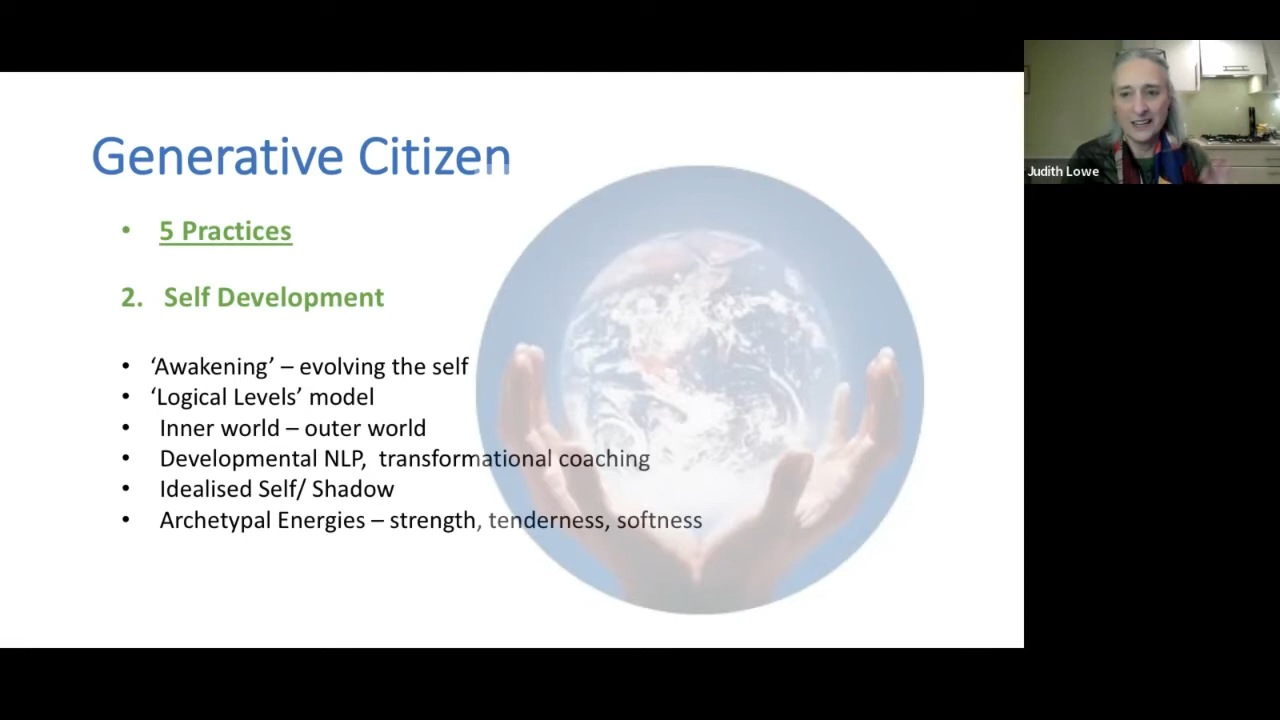 Generative Citizen
• 5 Practices
2. Self Development
• ‘Awakening’ – evolving the self
• ‘Logical Levels’ model
• Inner world – outer world
• Developmental NLP, transformational coaching
• Idealised Self/ Shadow
• Archetypal Energies – strength, tenderness, softness
Judith Lowe